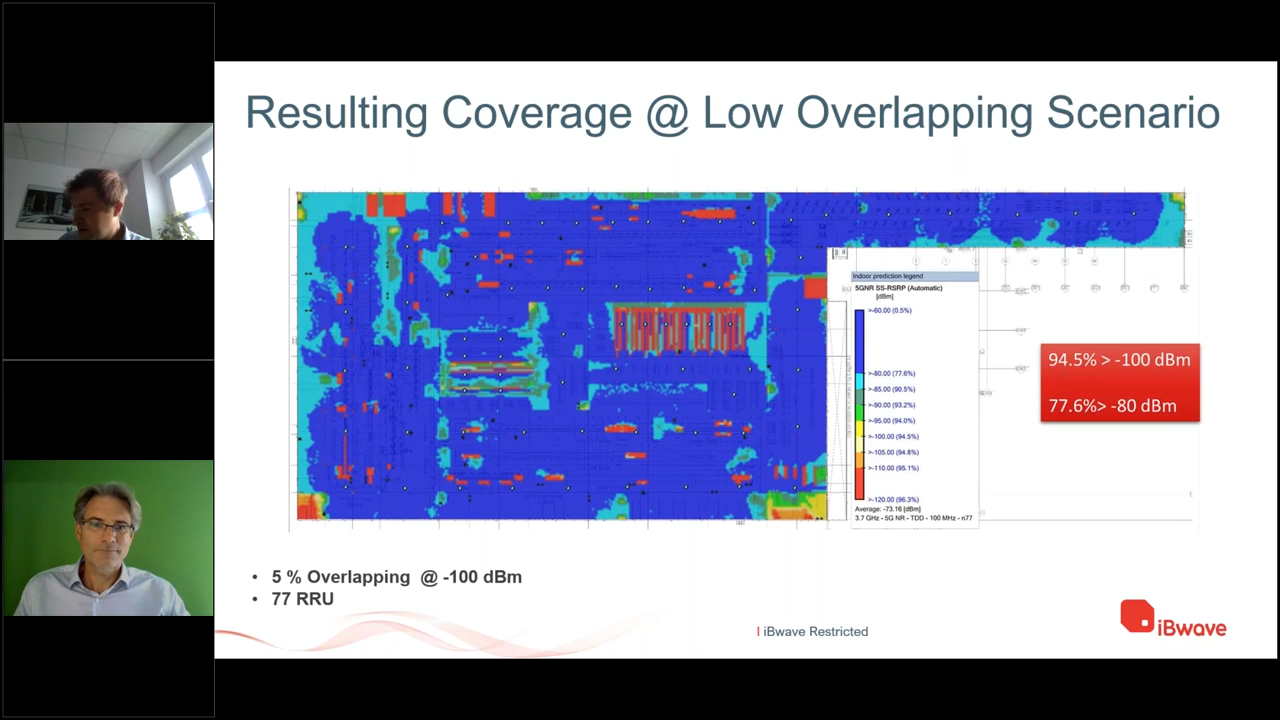 Resulting Coverage @ Low Overlapping Scenario
Indoor prediction legend
5GNR SS-RSRP (Automatic)
[dBm]
>-60.00 (0.5%)
>-80.00 (77.6%)
>-85.00 (90.5%)
>-90.00 (93.2%)
>-95.00 (94.0%)
>-100.00 (94.5%)
>-105.00 (94.8%)
>-110.00 (95.1%)
>-120.00 (96.3%)
Average: -73.16 [dBm]
3.7 GHz - 5G NR - TDD - 100 MHz - n77
94.5% > -100 dBm
77.6%> -80 dBm
• 5 % Overlapping @ -100 dBm
• 77 RRU
| iBwave Restricted
iBwave